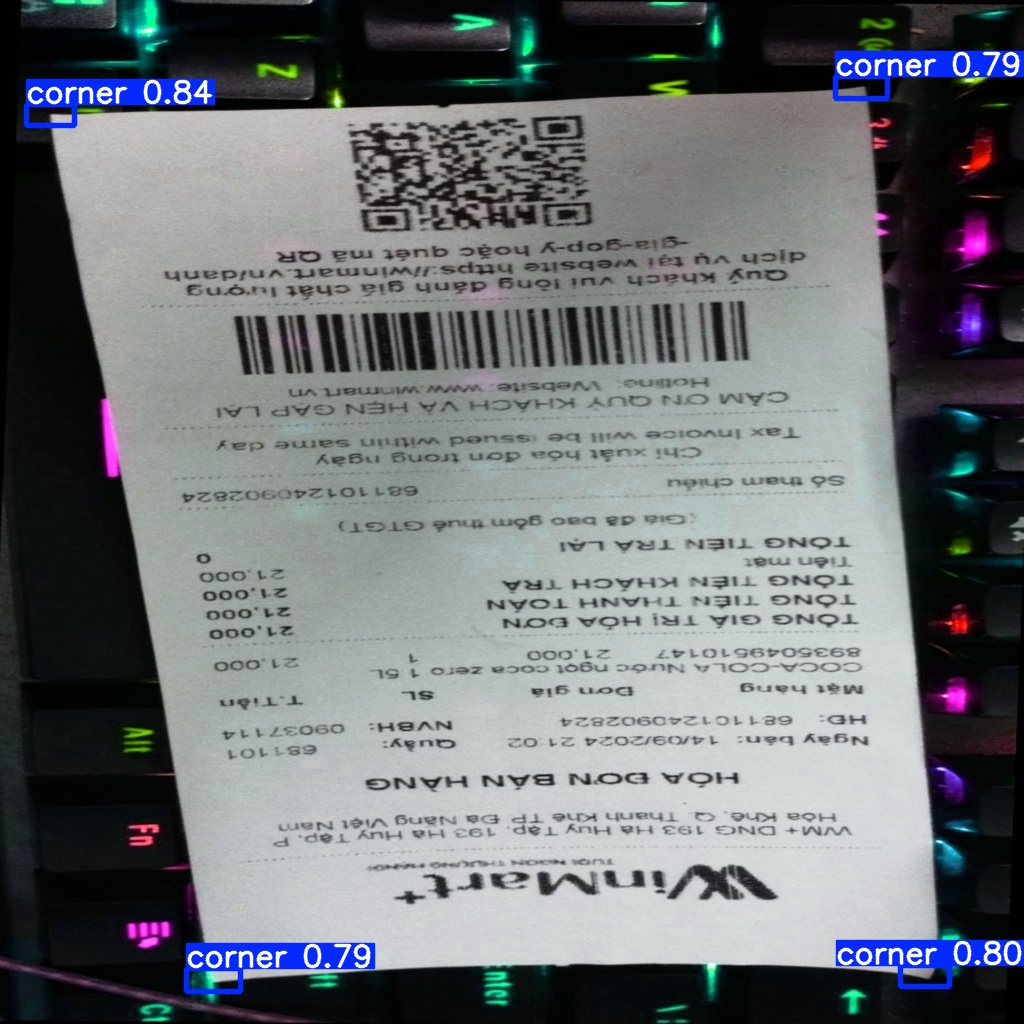 corner 0.84
corner 0.79
WinMart+
TƯƠI NGON THƯỢNG HẠNG
WM+ DNG 193 Hà Huy Tập, 193 Hà Huy Tập, P
Hòa Khê, Q. Thanh Khê TP. Đà Nẵng Việt Nam
HÓA ĐƠN BÁN HÀNG
Ngày bán: 14/09/2024 21:02 Quầy: 681101
HĐ: 68110124090282​4 NVBH: 09037114
Mặt hàng Đơn giá SL T.Tiền
COCA-COLA Nước ngọt coca zero 1.5L
8935049510147 21,000 1 21,000
TỔNG GIÁ TRỊ HÓA ĐƠN 21,000
TỔNG TIỀN THANH TOÁN 21,000
TỔNG TIỀN KHÁCH TRẢ 21,000
Tiền mặt 21,000
TỔNG TIỀN TRẢ LẠI 0
(Giá đã bao gồm thuế GTGT)
Số tham chiếu 681101240902824
Chỉ xuất hóa đơn trong ngày
Tax Invoice will be issued within same day
CẢM ƠN QUÝ KHÁCH VÀ HẸN GẶP LẠI
Hotline: Website: www.winmart.vn
Quý khách vui lòng đánh giá chất lượng
dịch vụ tại website https://winmart.vn/danh
-gia-gop-y hoặc quét mã QR
corner 0.79
corner 0.80
Z
A
2
Alt
Fn